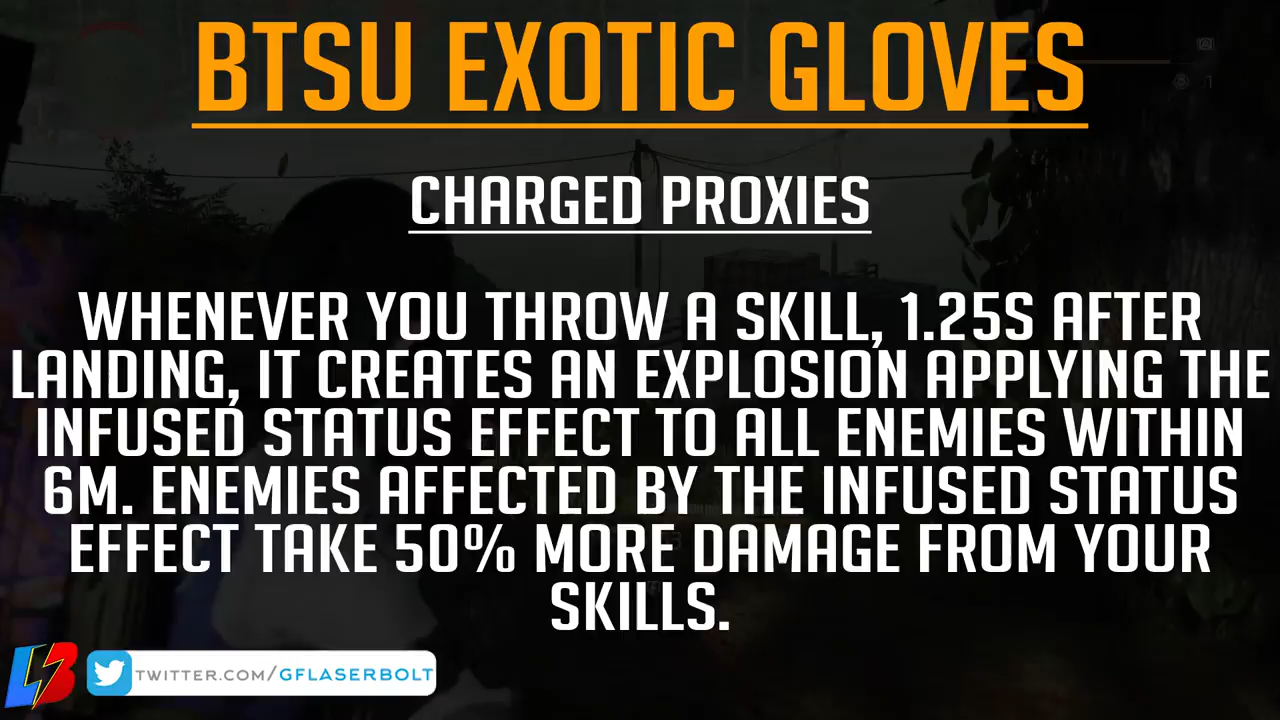 BTSU EXOTIC GLOVES
CHARGED PROXIES
WHENEVER YOU THROW A SKILL, 1.25S AFTER
LANDING, IT CREATES AN EXPLOSION APPLYING THE
INFUSED STATUS EFFECT TO ALL ENEMIES WITHIN
6M. ENEMIES AFFECTED BY THE INFUSED STATUS
EFFECT TAKE 50% MORE DAMAGE FROM YOUR
SKILLS.
LB TWITTER.COM/GFLASERBOLT